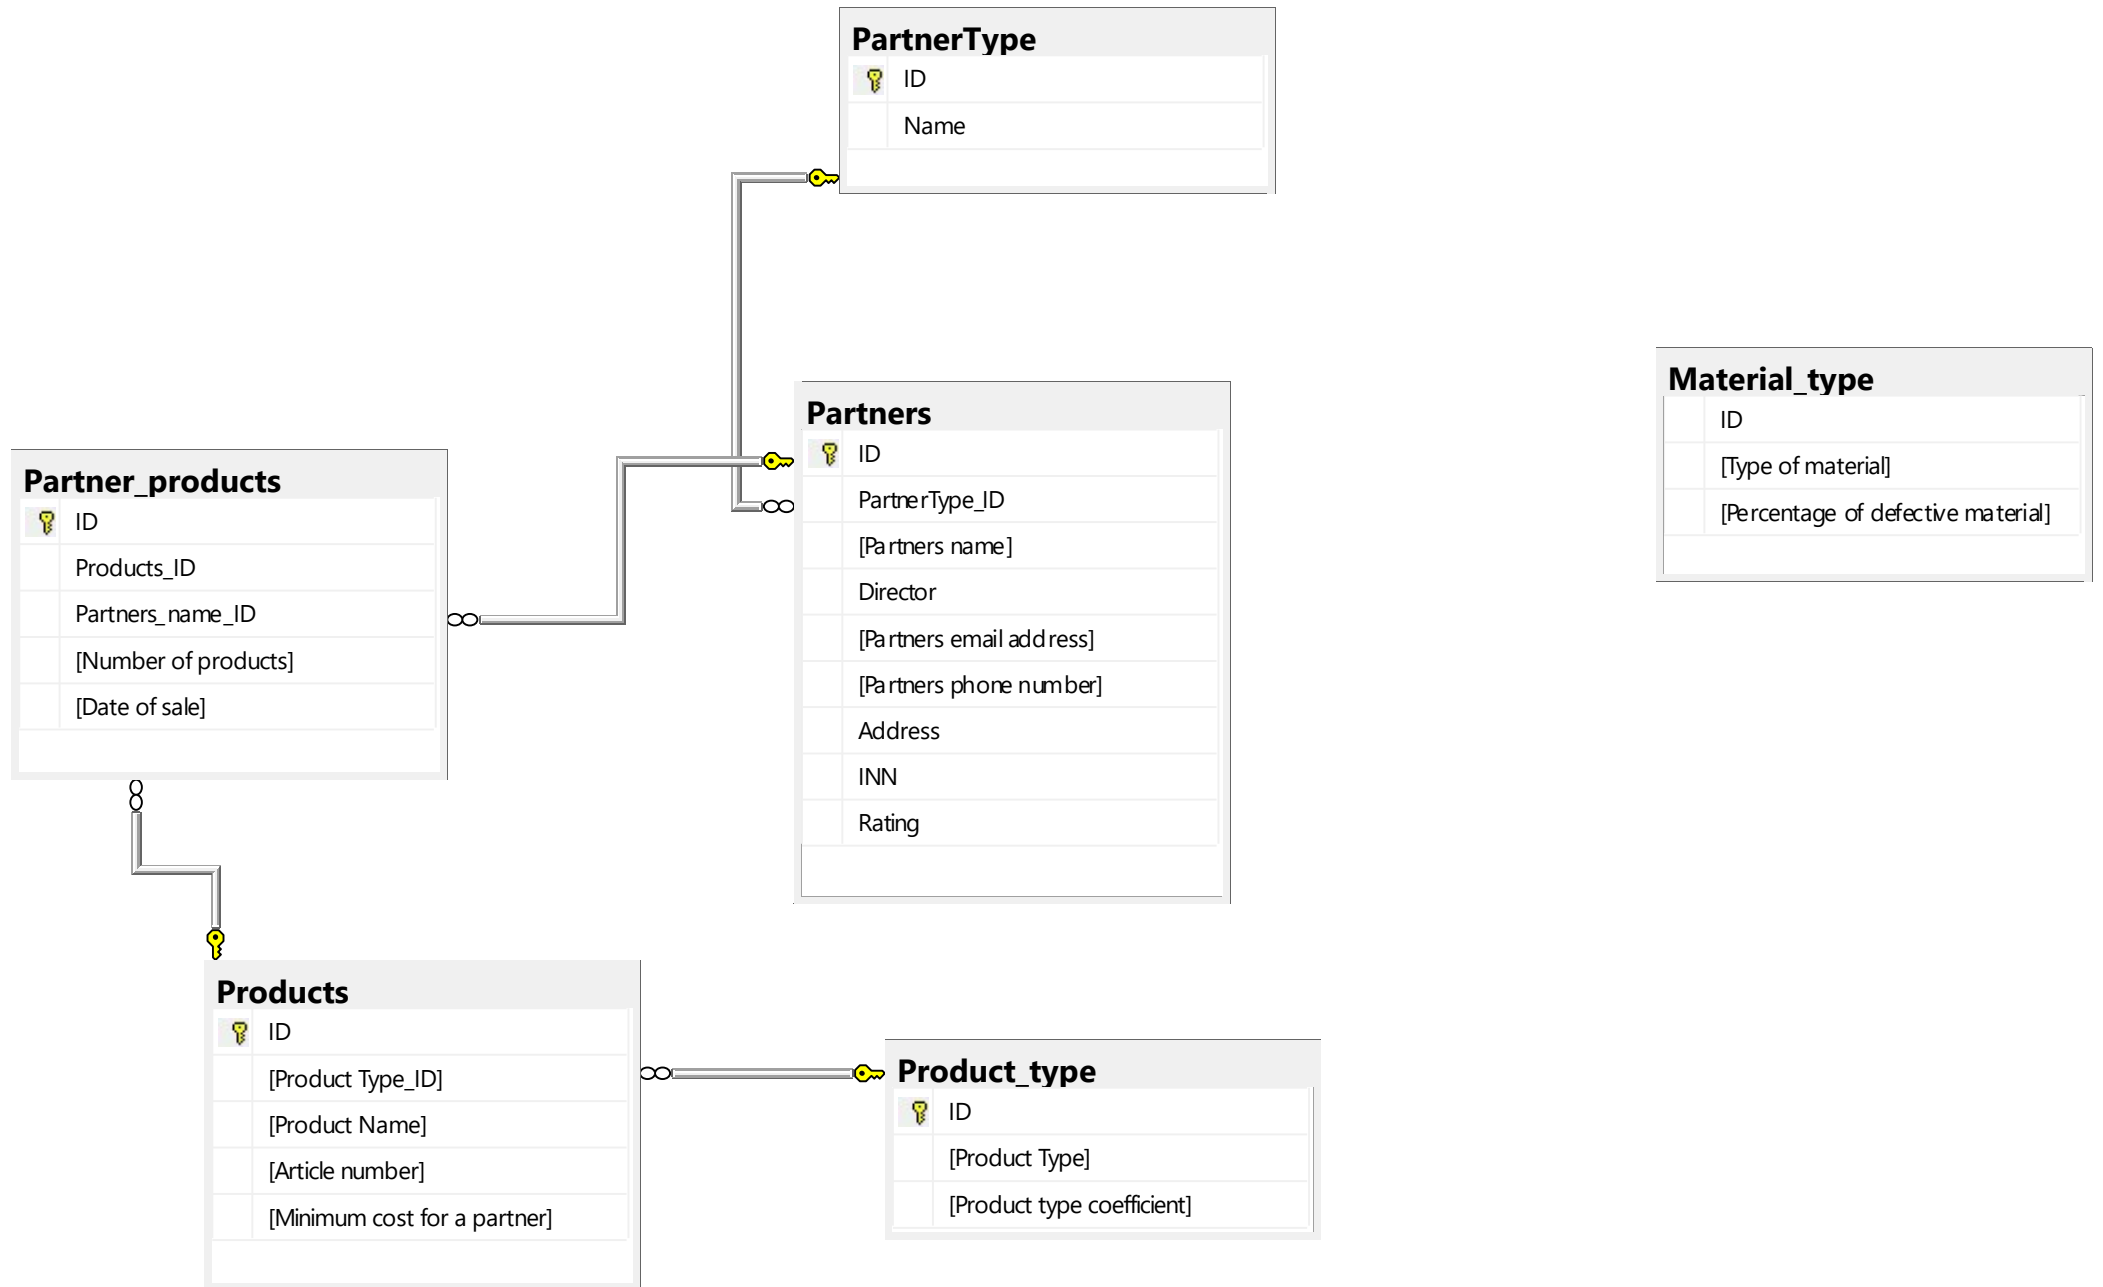 PartnerType
ID
Name
Material_type
ID
[Type of material]
[Percentage of defective material]
Partners
ID
PartnerType_ID
[Partners name]
Director
[Partners email address]
[Partners phone number]
Address
INN
Rating
Partner_products
ID
Products_ID
Partners_name_ID
[Number of products]
[Date of sale]
Products
ID
[Product Type_ID]
[Product Name]
[Article number]
[Minimum cost for a partner]
Product_type
ID
[Product Type]
[Product type coefficient]